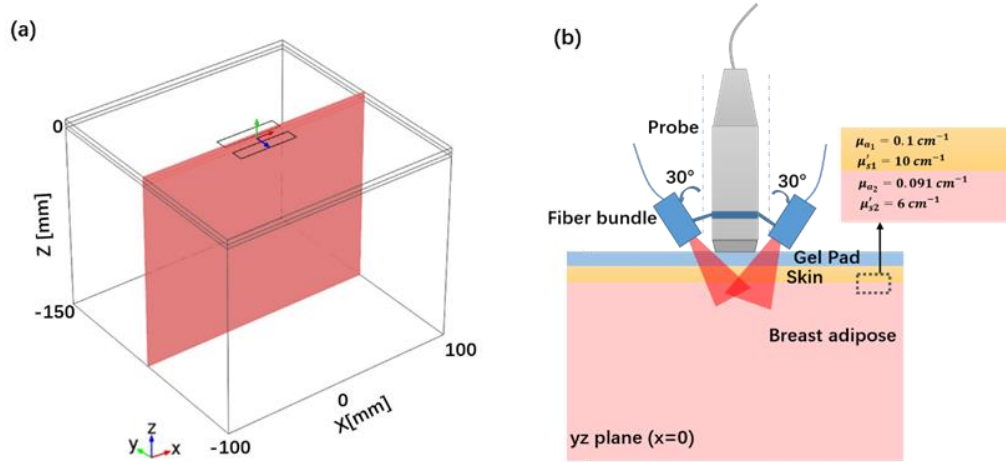 (a)
0
Z [mm]
-150
-100
0
X[mm]
100
z
y
x
(b)
Probe
30°
30°
Fiber bundle
μa₁ = 0.1 cm⁻¹
μ's1 = 10 cm⁻¹
μa₂ = 0.091 cm⁻¹
μ's2 = 6 cm⁻¹
Gel Pad
Skin
Breast adipose
yz plane (x=0)